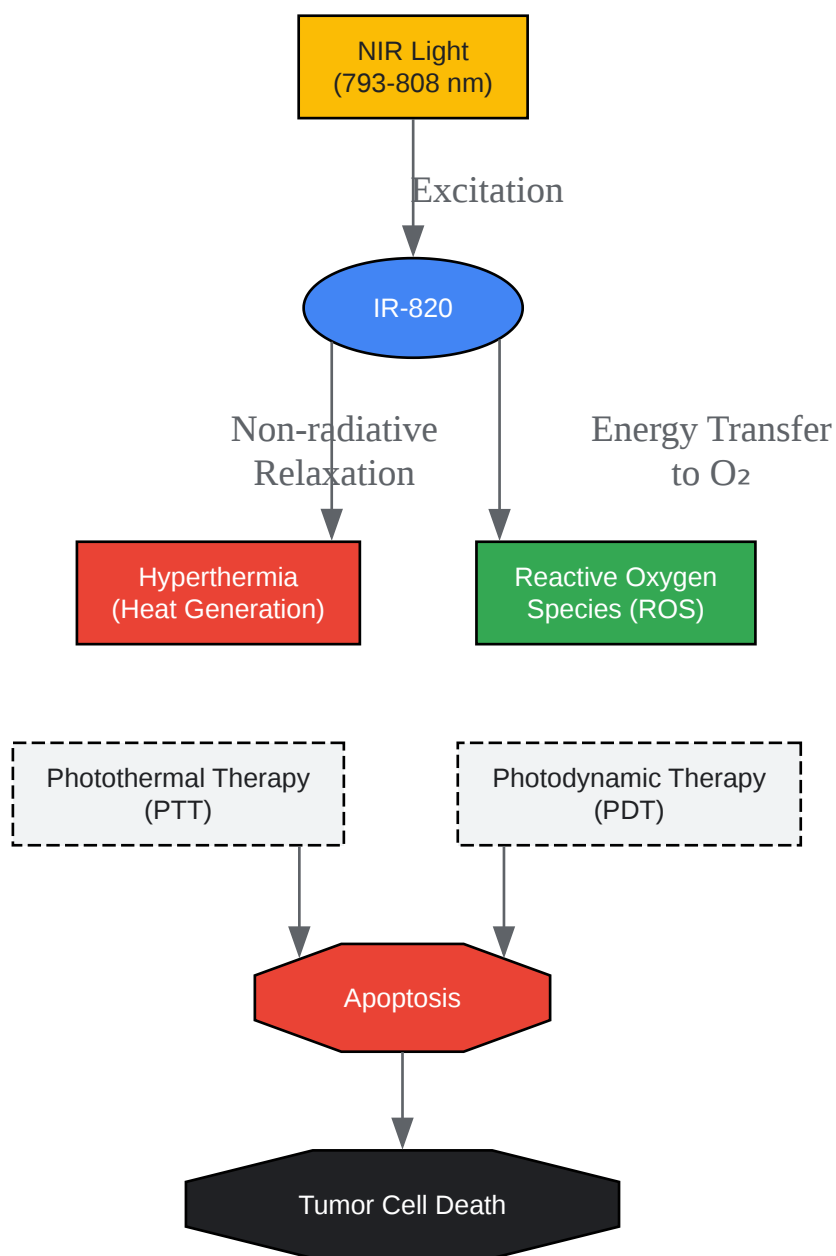 NIR Light
(793-808 nm)
Excitation
IR-820
Non-radiative
Relaxation
Energy Transfer
to O₂
Hyperthermia
(Heat Generation)
Reactive Oxygen
Species (ROS)
Photothermal Therapy
(PTT)
Photodynamic Therapy
(PDT)
Apoptosis
Tumor Cell Death